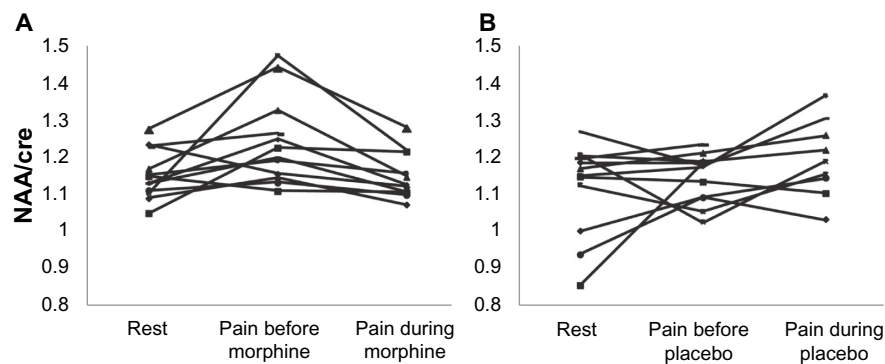 A
B
NAA/cre
1.5
1.4
1.3
1.2
1.1
1
0.9
0.8
Rest
Pain before
morphine
Pain during
morphine
1.5
1.4
1.3
1.2
1.1
1
0.9
0.8
Rest
Pain before
placebo
Pain during
placebo